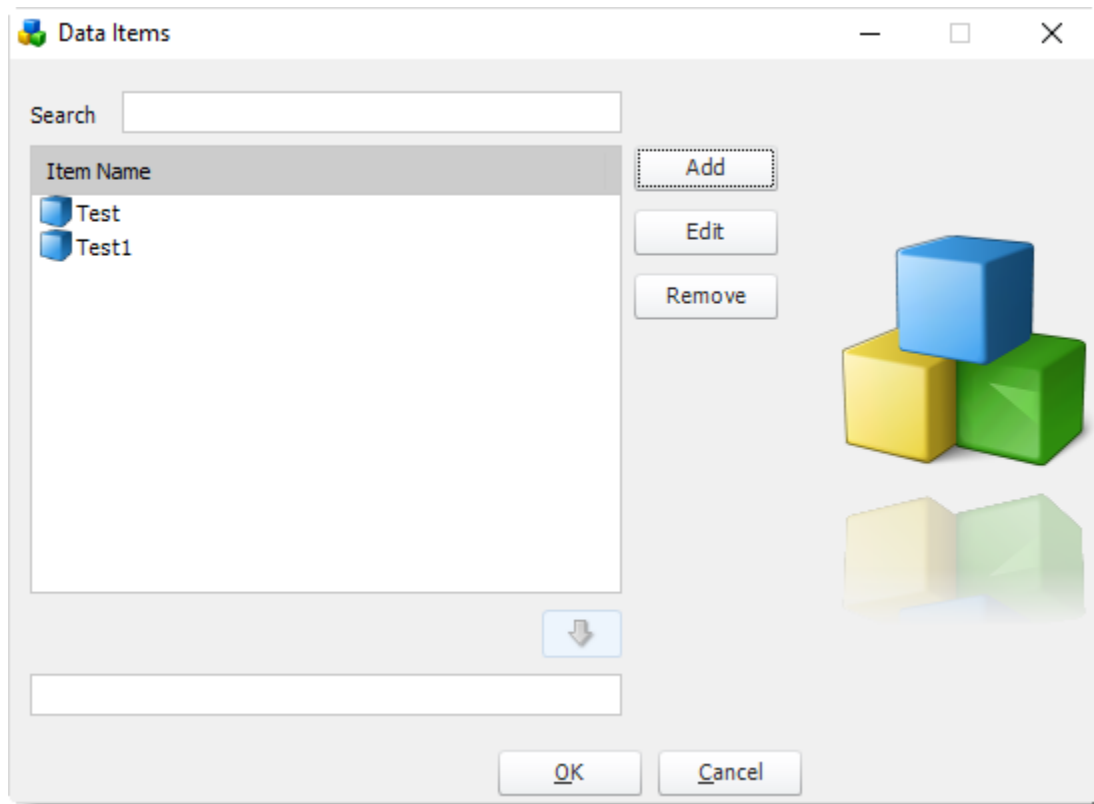 Data Items
Search
Item Name
Add
Test
Test1
Edit
Remove
OK
Cancel